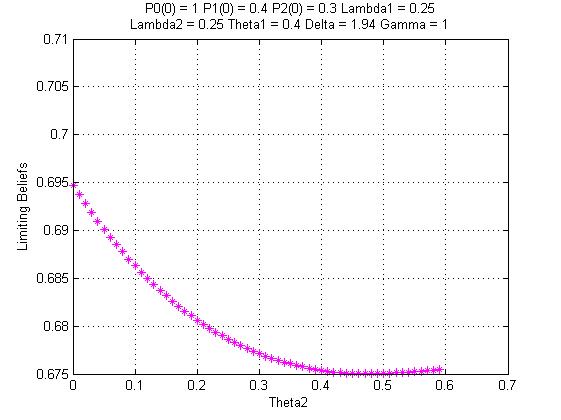 P0(0) = 1 P1(0) = 0.4 P2(0) = 0.3 Lambda1 = 0.25
Lambda2 = 0.25 Theta1 = 0.4 Delta = 1.94 Gamma = 1
0.71
0.705
0.7
0.695
0.69
0.685
0.68
0.675
Limiting Beliefs
0 0.1 0.2 0.3 0.4 0.5 0.6 0.7
Theta2